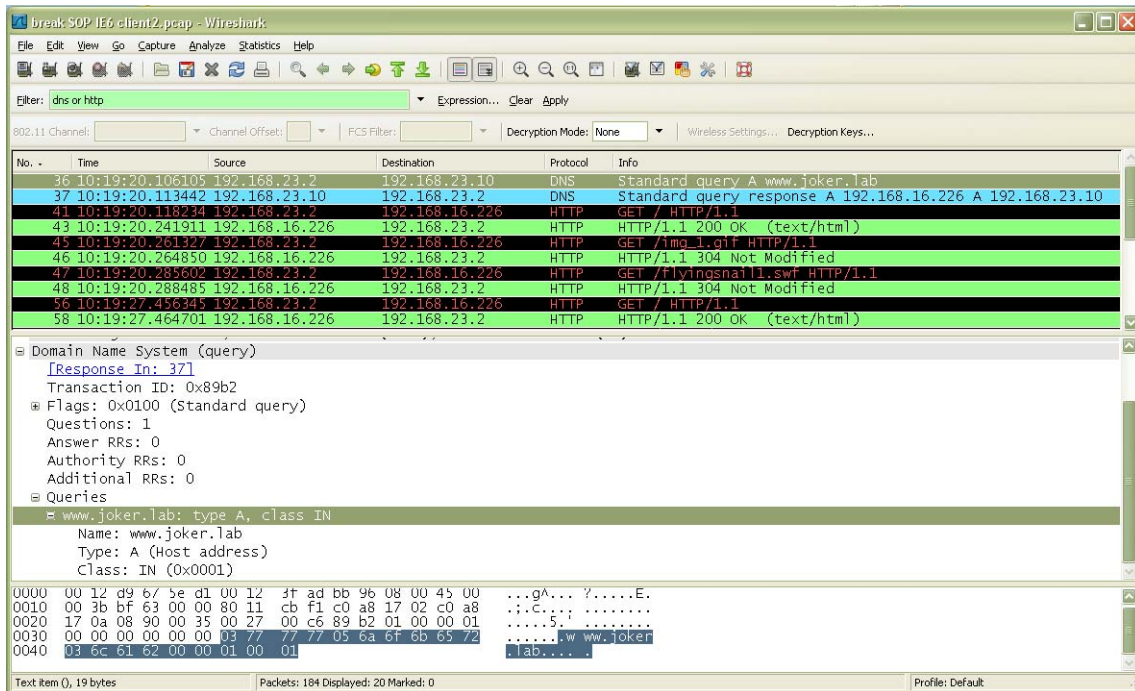 break SOP IE6 client2.pcap - Wireshark
File Edit View Go Capture Analyze Statistics Help
Filter: dns or http Expression... Clear Apply
802.11 Channel: Channel Offset: FCS Filter: Decryption Mode: None Wireless Settings... Decryption Keys...
No. - Time Source Destination Protocol Info
36 10:19:20.106105 192.168.23.2 192.168.23.10 DNS Standard query A www.joker.lab
37 10:19:20.113442 192.168.23.10 192.168.23.2 DNS Standard query response A 192.168.16.226 A 192.168.23.10
41 10:19:20.118234 192.168.23.2 192.168.16.226 HTTP GET / HTTP/1.1
43 10:19:20.241911 192.168.16.226 192.168.23.2 HTTP HTTP/1.1 200 OK (text/html)
45 10:19:20.261327 192.168.23.2 192.168.16.226 HTTP GET /img_1.gif HTTP/1.1
46 10:19:20.264850 192.168.16.226 192.168.23.2 HTTP HTTP/1.1 304 Not Modified
47 10:19:20.285602 192.168.23.2 192.168.16.226 HTTP GET /flyingsnail1.swf HTTP/1.1
48 10:19:20.288485 192.168.16.226 192.168.23.2 HTTP HTTP/1.1 304 Not Modified
56 10:19:27.456345 192.168.23.2 192.168.16.226 HTTP GET / HTTP/1.1
58 10:19:27.464701 192.168.16.226 192.168.23.2 HTTP HTTP/1.1 200 OK (text/html)
Domain Name System (query)
[Response In: 37]
Transaction ID: 0x89b2
Flags: 0x0100 (Standard query)
Questions: 1
Answer RRs: 0
Authority RRs: 0
Additional RRs: 0
Queries
www.joker.lab: type A, class IN
Name: www.joker.lab
Type: A (Host address)
Class: IN (0x0001)
0000 00 12 d9 67 5e d1 00 12 3f ad bb 96 08 00 45 00 ...g^... ?.....E.
0010 00 3b bf 63 00 00 80 11 cb f1 c0 a8 17 02 c0 a8 .;.c.... ........
0020 17 0a 08 90 00 35 00 27 00 c6 89 b2 01 00 00 01 .....5.' ........
0030 00 00 00 00 00 00 03 77 77 77 05 6a 6f 6b 65 72 .......w ww.joker
0040 03 6c 61 62 00 00 01 00 01 .lab.... .
Text item (), 19 bytes Packets: 184 Displayed: 20 Marked: 0 Profile: Default